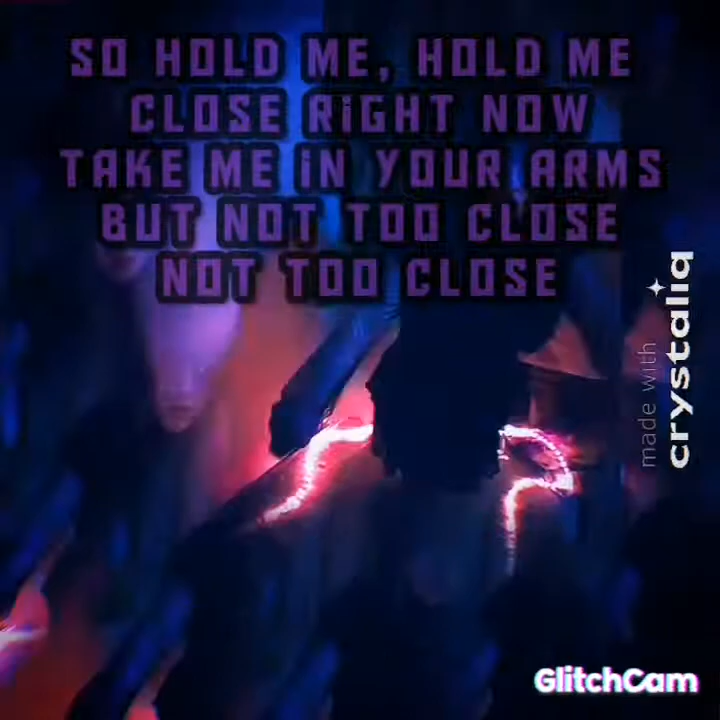 SO HOLD ME, HOLD ME
CLOSE RiGHT NOW
TAKE ME iN YOUR ARMS
BUT NOT TOO CLOSE
NOT TOO CLOSE
made with
crystaliq
GlitchCam